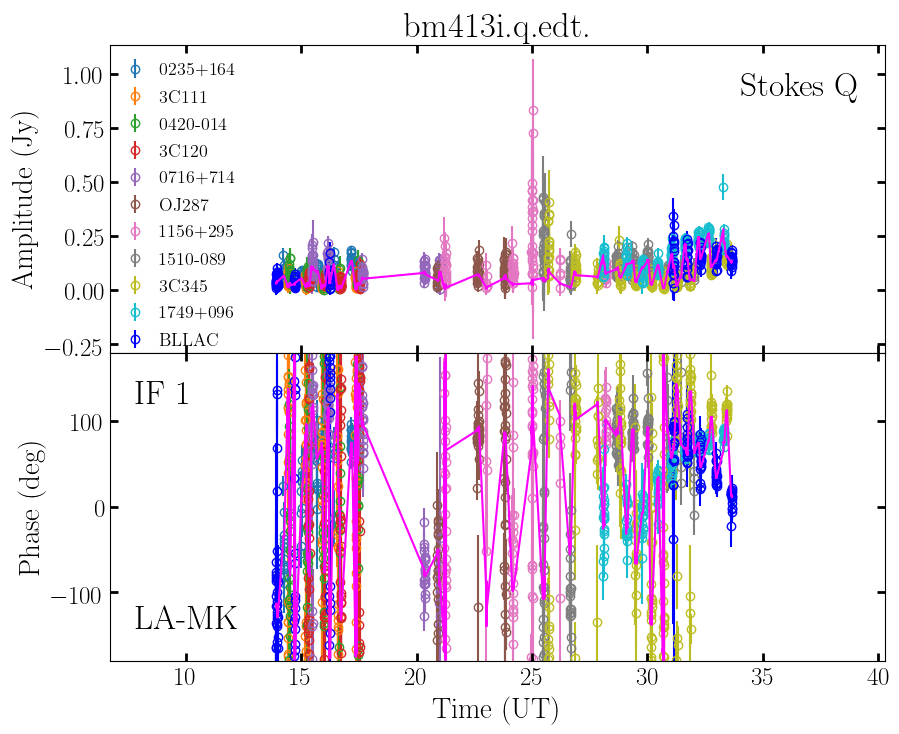 bm413i.q.edt.
Amplitude (Jy)
1.00
0.75
0.50
0.25
0.00
−0.25
0235+164
3C111
0420-014
3C120
0716+714
OJ287
1156+295
1510-089
3C345
1749+096
BLLAC
Stokes Q
Phase (deg)
100
0
−100
IF 1
LA-MK
10
15
20
25
30
35
40
Time (UT)